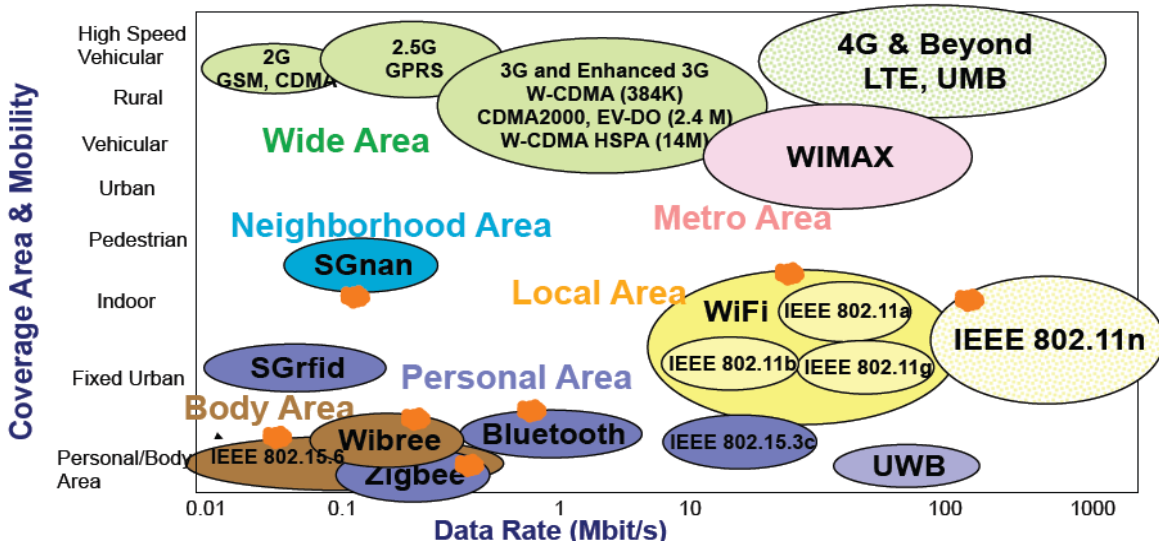 Coverage Area & Mobility
High Speed
Vehicular
Rural
Vehicular
Urban
Pedestrian
Indoor
Fixed Urban
Personal/Body
Area
2G
GSM, CDMA
2.5G
GPRS
3G and Enhanced 3G
W-CDMA (384K)
CDMA2000, EV-DO (2.4 M)
W-CDMA HSPA (14M)
4G & Beyond
LTE, UMB
Wide Area
WIMAX
Metro Area
Neighborhood Area
SGnan
Local Area
WiFi
IEEE 802.11a
IEEE 802.11b
IEEE 802.11g
IEEE 802.11n
SGrfid
Personal Area
Body Area
IEEE 802.15.6
Wibree
Zigbee
Bluetooth
IEEE 802.15.3c
UWB
0.01
0.1
1
10
100
1000
Data Rate (Mbit/s)